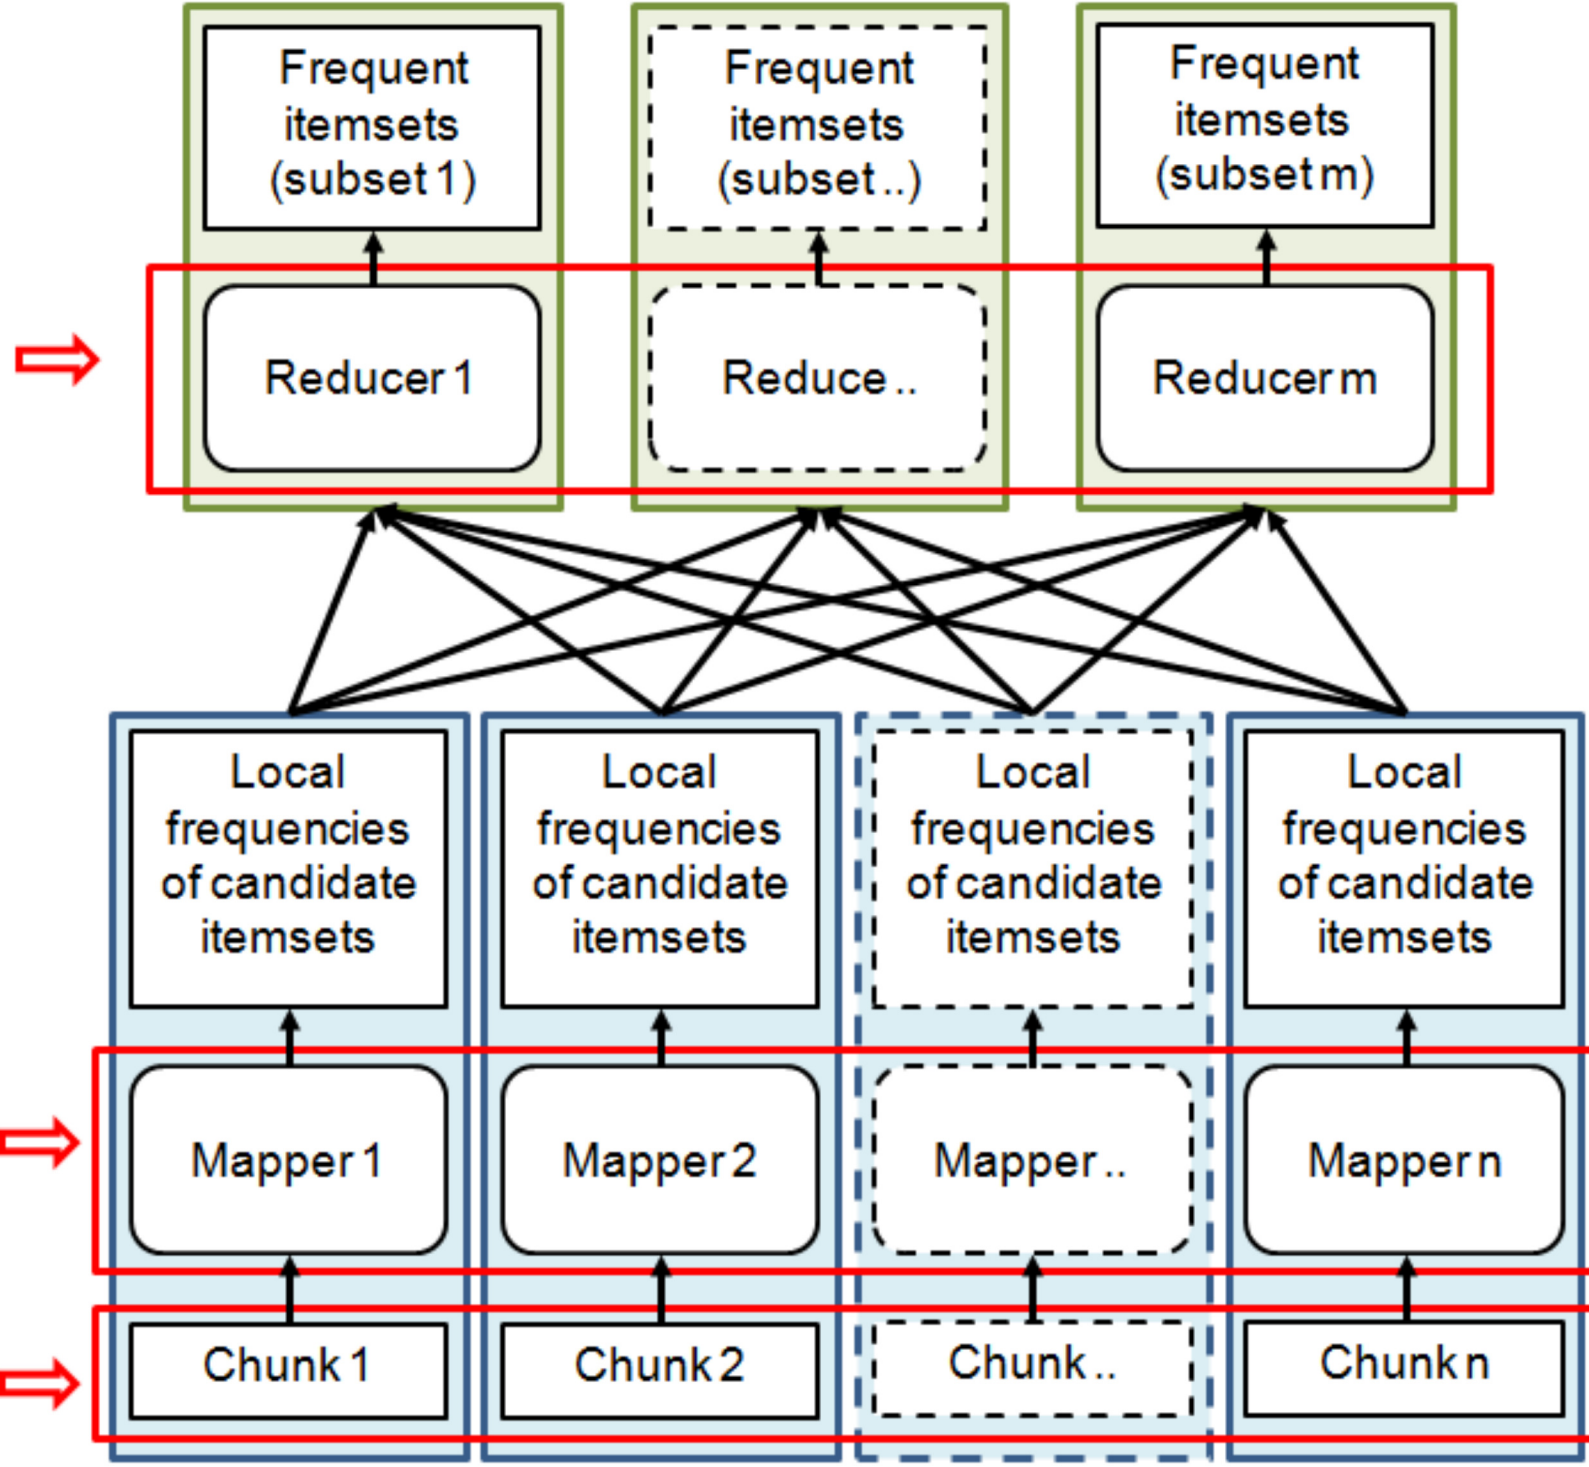 Frequent
itemsets
(subset 1)
Frequent
itemsets
(subset ..)
Frequent
itemsets
(subset m)
Reducer 1
Reduce ..
Reducer m
Local
frequencies
of candidate
itemsets
Local
frequencies
of candidate
itemsets
Local
frequencies
of candidate
itemsets
Local
frequencies
of candidate
itemsets
Mapper 1
Mapper 2
Mapper ..
Mapper n
Chunk 1
Chunk 2
Chunk ..
Chunk n